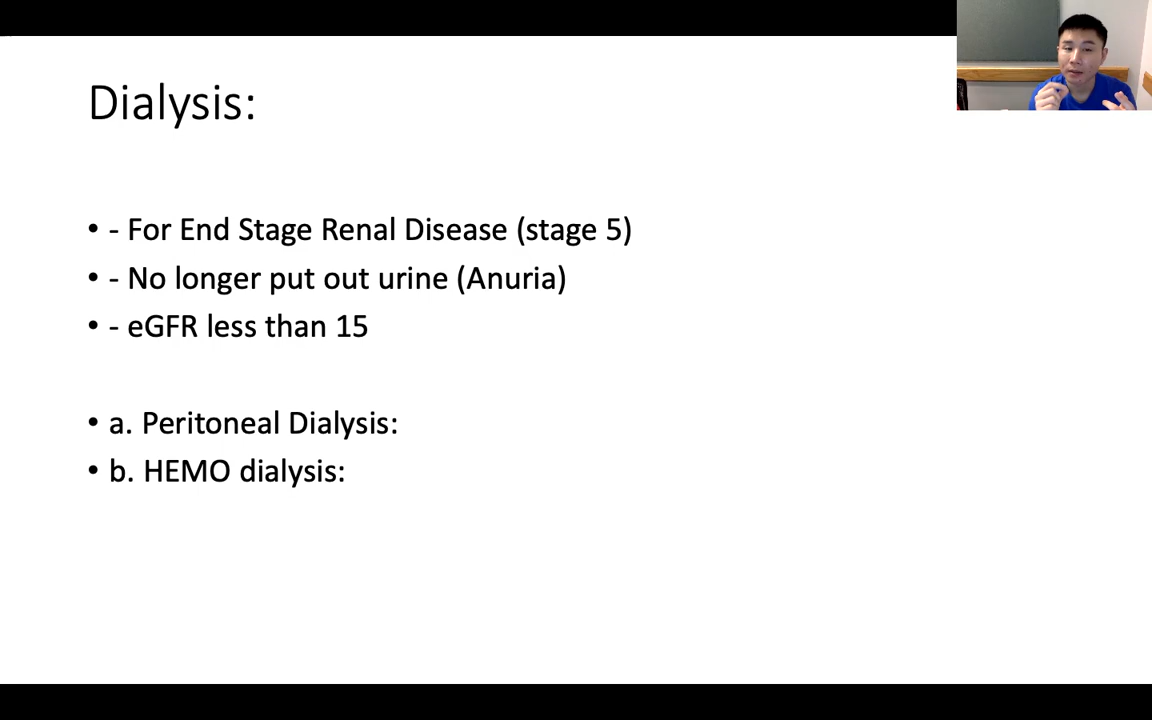 Dialysis:
• - For End Stage Renal Disease (stage 5)
• - No longer put out urine (Anuria)
• - eGFR less than 15
• a. Peritoneal Dialysis:
• b. HEMO dialysis: